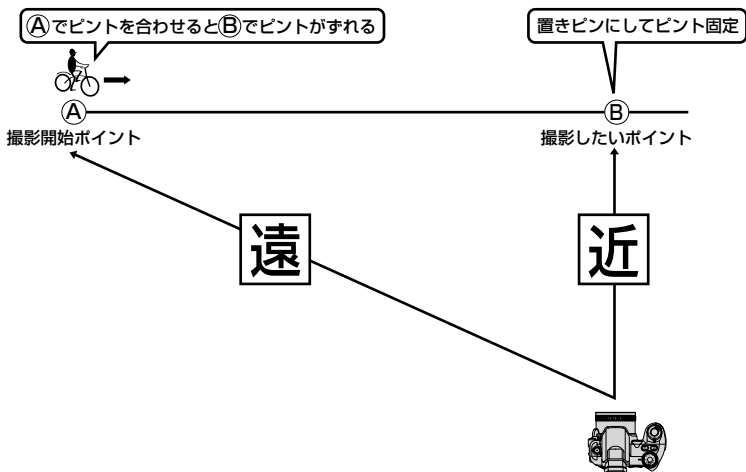 Ⓐでピントを合わせるとⒷでピントがずれる
置きピンにしてピント固定
Ⓐ
Ⓑ
撮影開始ポイント
撮影したいポイント
遠
近